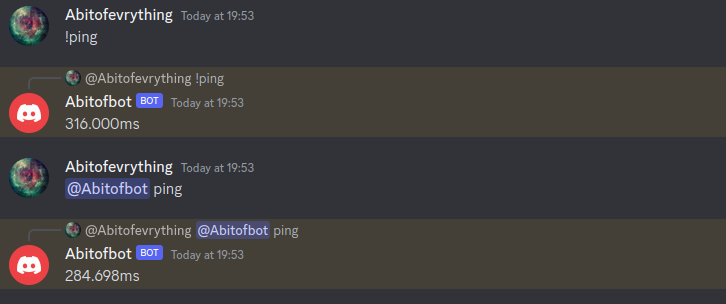 Abitofevrything Today at 19:53
!ping
@Abitofevrything !ping
Abitofbot BOT Today at 19:53
316.000ms
Abitofevrything Today at 19:53
@Abitofbot ping
@Abitofevrything @Abitofbot ping
Abitofbot BOT Today at 19:53
284.698ms